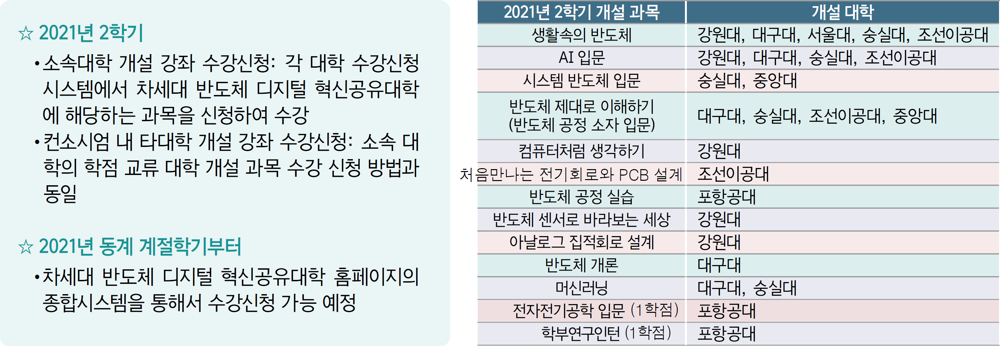 ☆ 2021년 2학기
• 소속대학 개설 강좌 수강신청: 각 대학 수강신청
시스템에서 차세대 반도체 디지털 혁신공유대학
에 해당하는 과목을 신청하여 수강
• 컨소시엄 내 타대학 개설 강좌 수강신청: 소속 대
학의 학점 교류 대학 개설 과목 수강 신청 방법과
동일
☆ 2021년 동계 계절학기부터
• 차세대 반도체 디지털 혁신공유대학 홈페이지의
종합시스템을 통해서 수강신청 가능 예정
2021년 2학기 개설 과목 개설 대학
생활속의 반도체 강원대, 대구대, 서울대, 숭실대, 조선이공대
AI 입문 강원대, 대구대, 숭실대, 조선이공대
시스템 반도체 입문 숭실대, 중앙대
반도체 제대로 이해하기
(반도체 공정 소자 입문) 대구대, 숭실대, 조선이공대, 중앙대
컴퓨터처럼 생각하기 강원대
처음만나는 전기회로와 PCB 설계 조선이공대
반도체 공정 실습 포항공대
반도체 센서로 바라보는 세상 강원대
아날로그 집적회로 설계 강원대
반도체 개론 대구대
머신러닝 대구대, 숭실대
전자전기공학 입문 (1학점) 포항공대
학부연구인턴 (1학점) 포항공대